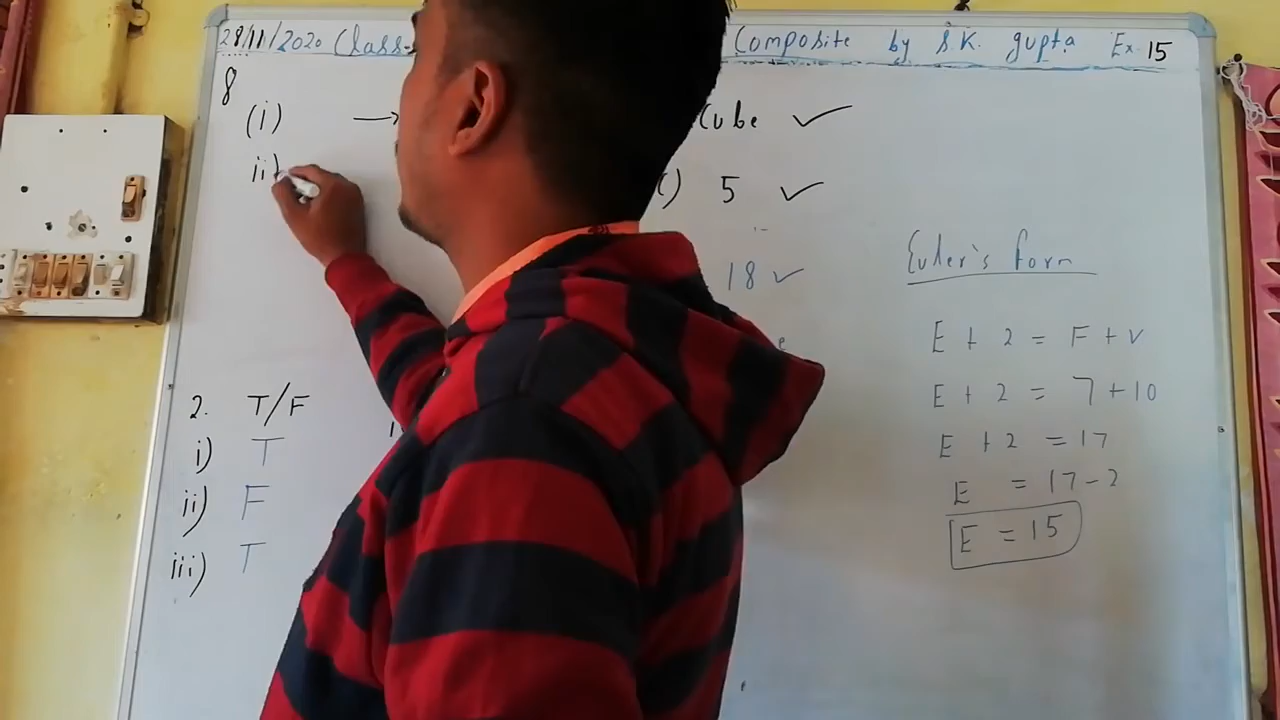 28/11/2020 Class Composite by S.K. gupta Ex 15
8
(i) → Cube ✓
ii) 5 ✓
18 ✓
Euler's form
E + 2 = F + V
E + 2 = 7 + 10
E + 2 = 17
E = 17 - 2
E = 15
2. T/F
i) T
ii) F
iii) T